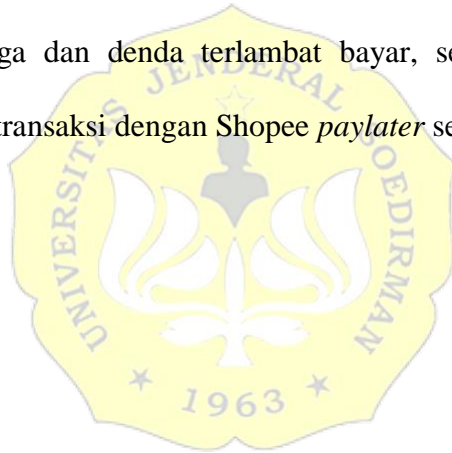 ga dan denda terlambat bayar, se
transaksi dengan Shopee paylater se
UNIVERSITAS JENDERAL SOEDIRMAN
1963